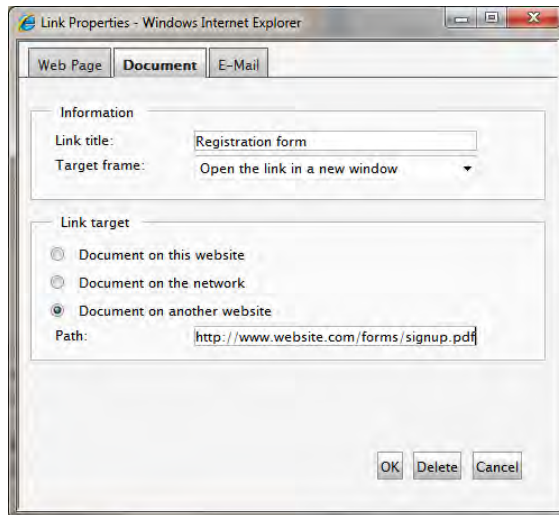 Link Properties - Windows Internet Explorer
Web Page Document E-Mail
Information
Link title: Registration form
Target frame: Open the link in a new window
Link target
Document on this website
Document on the network
Document on another website
Path: http://www.website.com/forms/signup.pdf
OK Delete Cancel